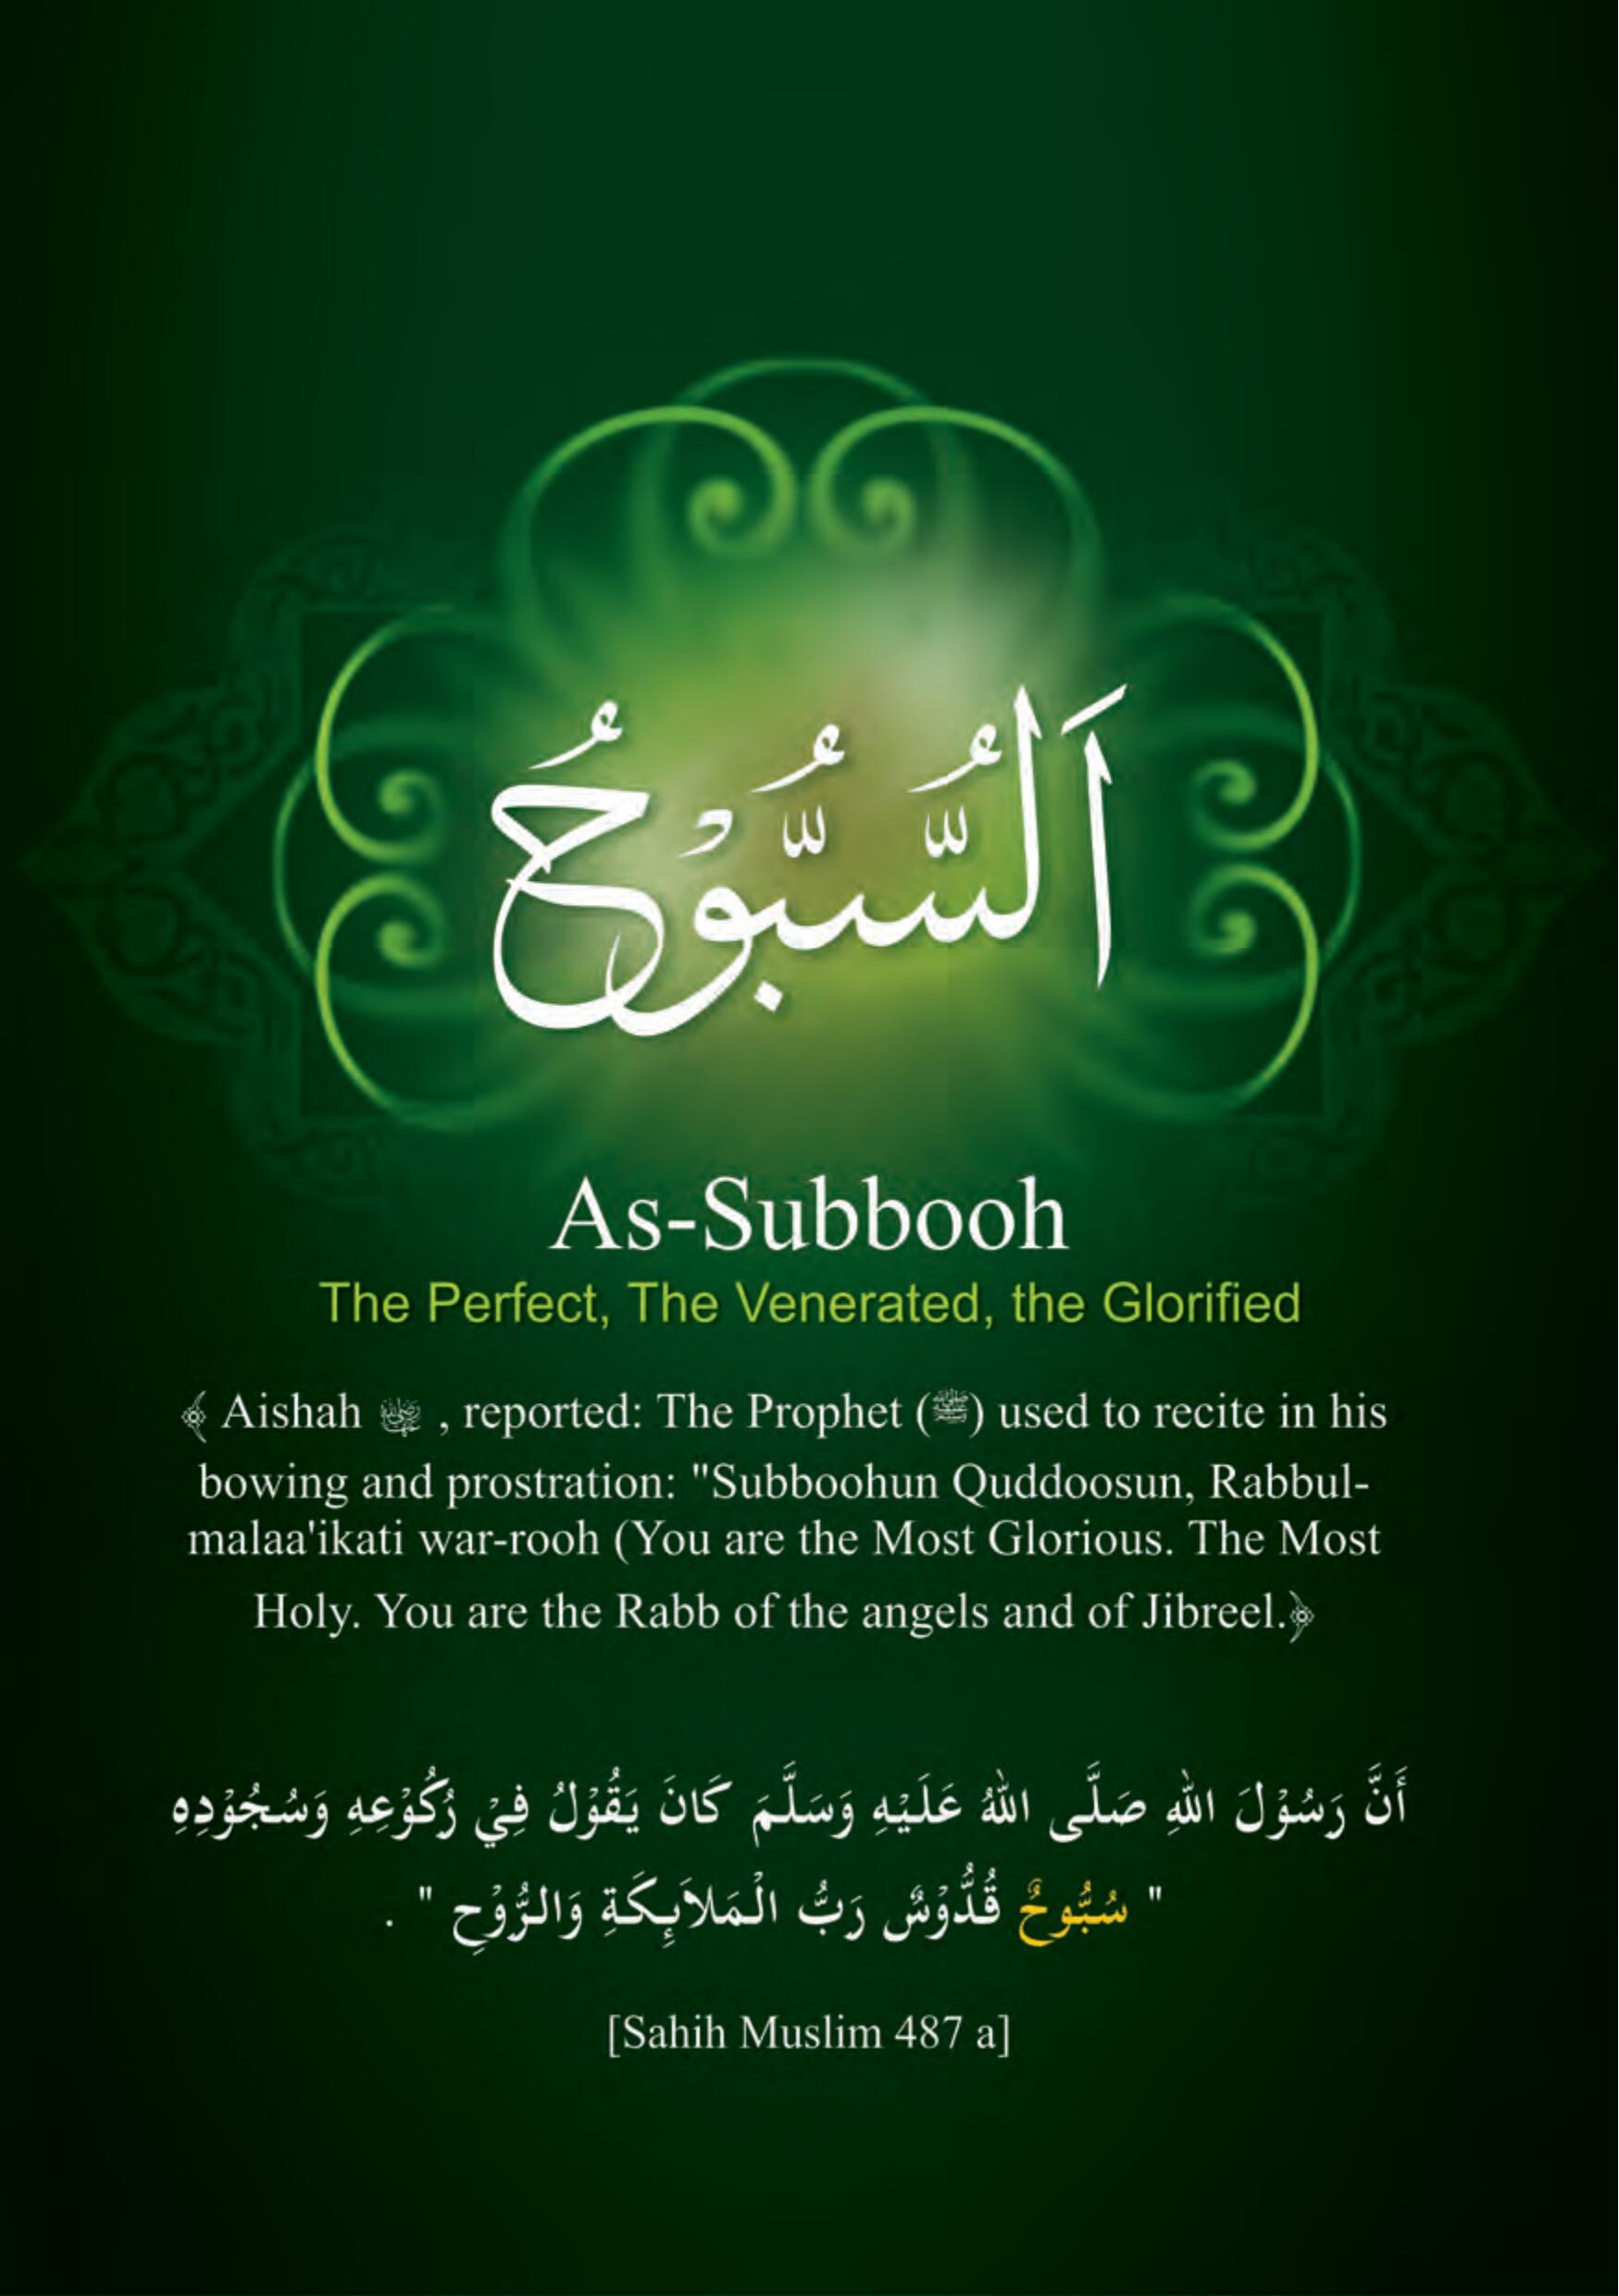 اَلسُّبُّوْحُ
As-Subbooh
The Perfect, The Venerated, the Glorified
﴾ Aishah رضي الله عنها , reported: The Prophet (ﷺ) used to recite in his
bowing and prostration: "Subboohun Quddoosun, Rabbul-
malaa'ikati war-rooh (You are the Most Glorious. The Most
Holy. You are the Rabb of the angels and of Jibreel.﴿
أَنَّ رَسُوْلَ اللهِ صَلَّى اللهُ عَلَيْهِ وَسَلَّمَ كَانَ يَقُوْلُ فِيْ رُكُوْعِهِ وَسُجُوْدِهِ
" سُبُّوحٌ قُدُّوْسٌ رَبُّ الْمَلاَئِكَةِ وَالرُّوْحِ " .
[Sahih Muslim 487 a]